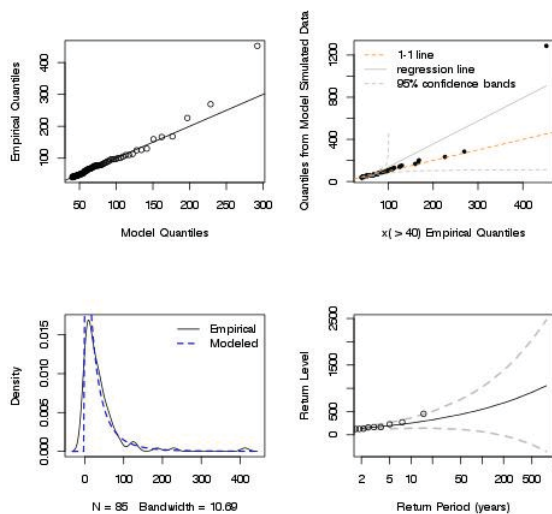 Empirical Quantiles
400
300
200
100
50 100 150 200 250 300
Model Quantiles
Quantiles from Model Simulated Data
1200
800
400
0
1-1 line
regression line
95% confidence bands
100 200 300 400
x( > 40) Empirical Quantiles
Density
0.015
0.010
0.005
0.000
Empirical
Modeled
0 100 200 300 400
N = 85 Bandwidth = 10.69
Return Level
2500
1500
500
0
2 5 10 50 200 500
Return Period (years)